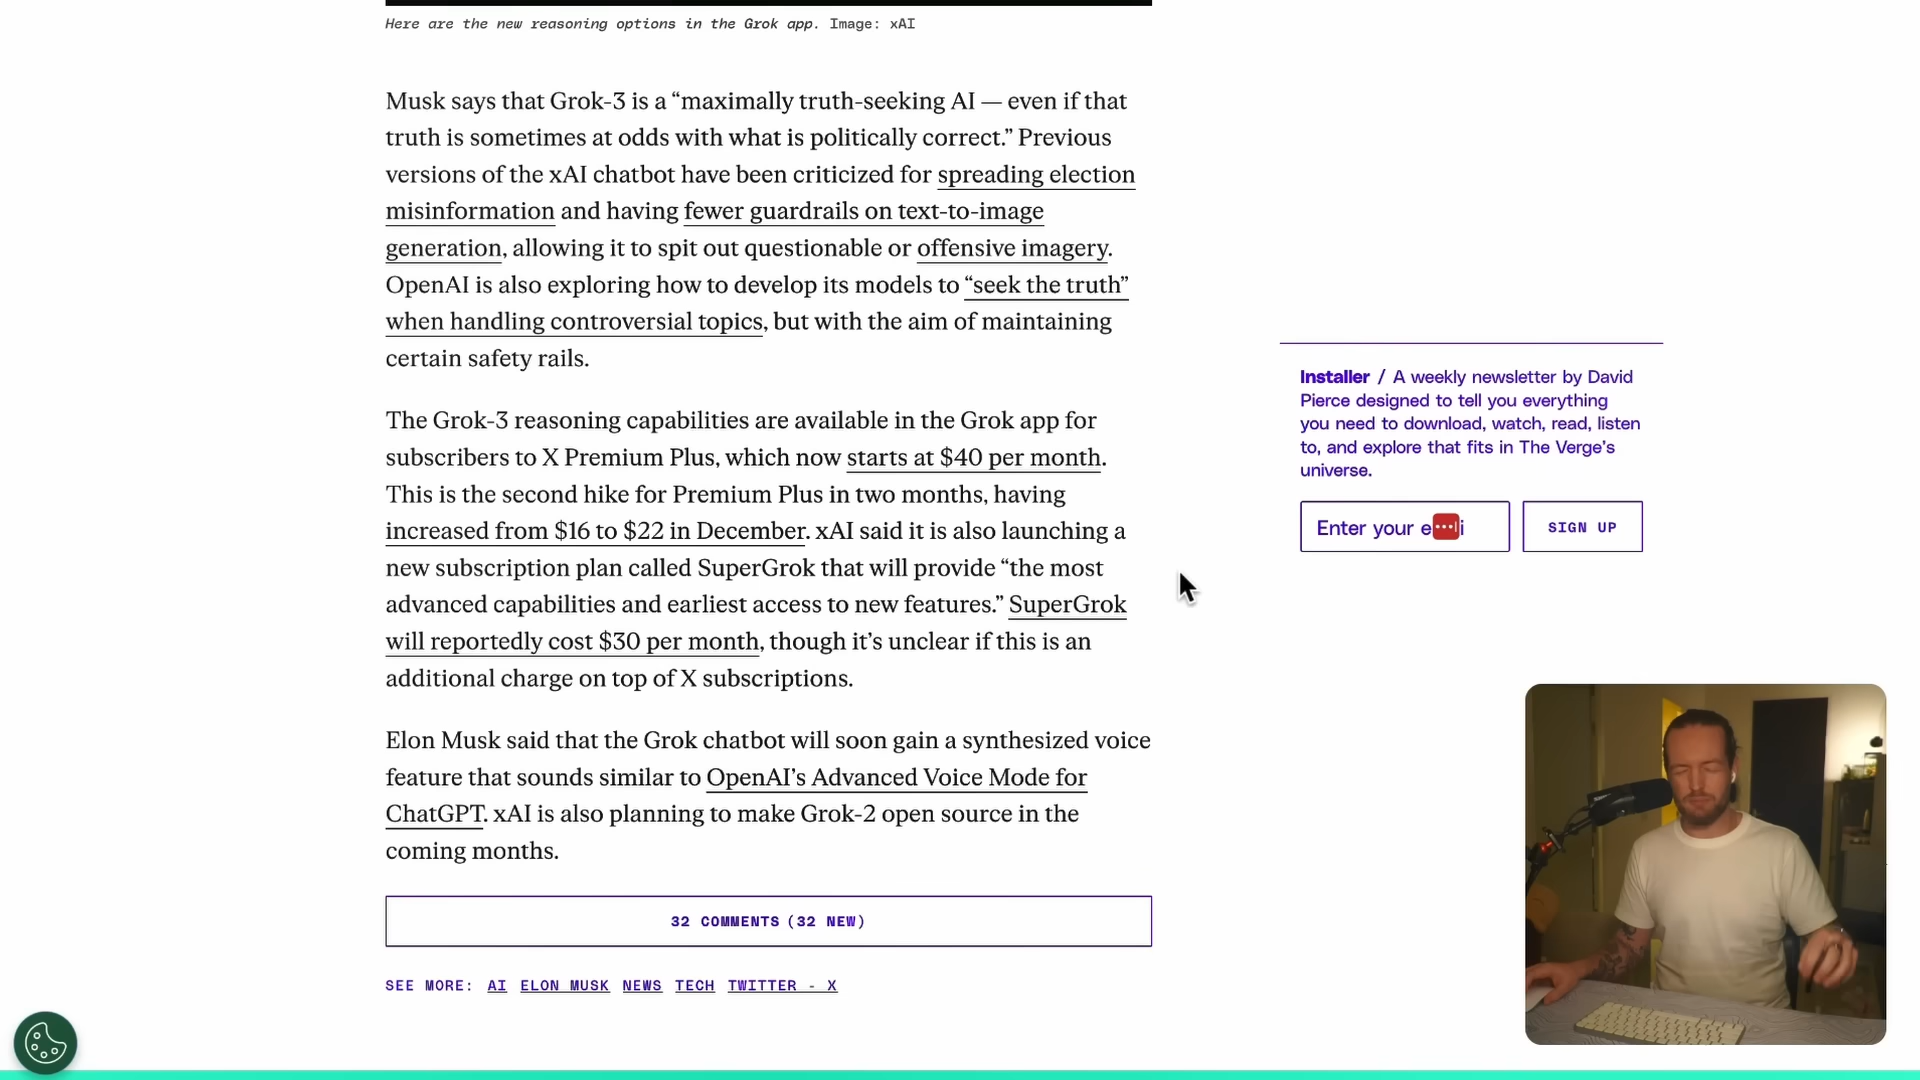 Here are the new reasoning options in the Grok app. Image: xAI
Musk says that Grok-3 is a “maximally truth-seeking AI — even if that
truth is sometimes at odds with what is politically correct.” Previous
versions of the xAI chatbot have been criticized for spreading election
misinformation and having fewer guardrails on text-to-image
generation, allowing it to spit out questionable or offensive imagery.
OpenAI is also exploring how to develop its models to “seek the truth”
when handling controversial topics, but with the aim of maintaining
certain safety rails.
The Grok-3 reasoning capabilities are available in the Grok app for
subscribers to X Premium Plus, which now starts at $40 per month.
This is the second hike for Premium Plus in two months, having
increased from $16 to $22 in December. xAI said it is also launching a
new subscription plan called SuperGrok that will provide “the most
advanced capabilities and earliest access to new features.” SuperGrok
will reportedly cost $30 per month, though it’s unclear if this is an
additional charge on top of X subscriptions.
Elon Musk said that the Grok chatbot will soon gain a synthesized voice
feature that sounds similar to OpenAI’s Advanced Voice Mode for
ChatGPT. xAI is also planning to make Grok-2 open source in the
coming months.
32 COMMENTS (32 NEW)
SEE MORE: AI ELON MUSK NEWS TECH TWITTER - X
Installer / A weekly newsletter by David
Pierce designed to tell you everything
you need to download, watch, read, listen
to, and explore that fits in The Verge’s
universe.
Enter your e
SIGN UP